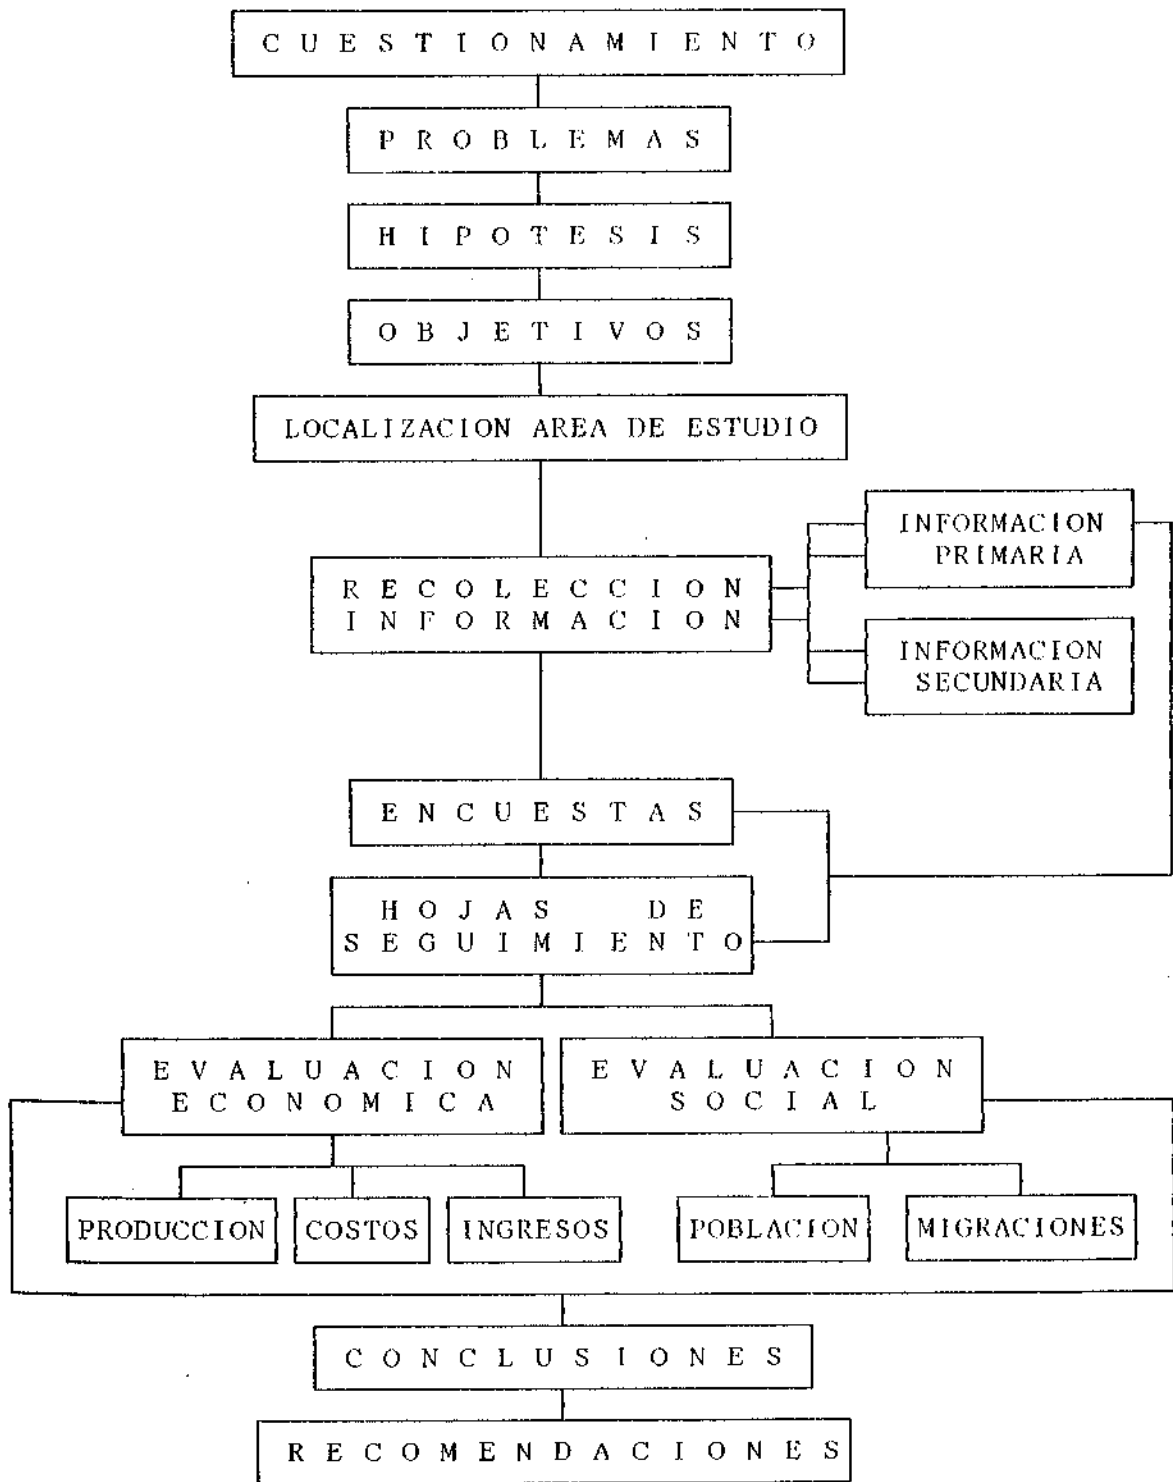 CUESTIONAMIENTO
PROBLEMAS
HIPOTESIS
OBJETIVOS
LOCALIZACION AREA DE ESTUDIO
INFORMACION
PRIMARIA
RECOLECCION
INFORMACION
INFORMACION
SECUNDARIA
ENCUESTAS
HOJAS DE
SEGUIMIENTO
EVALUACION
ECONOMICA
EVALUACION
SOCIAL
PRODUCCION
COSTOS
INGRESOS
POBLACION
MIGRACIONES
CONCLUSIONES
RECOMENDACIONES